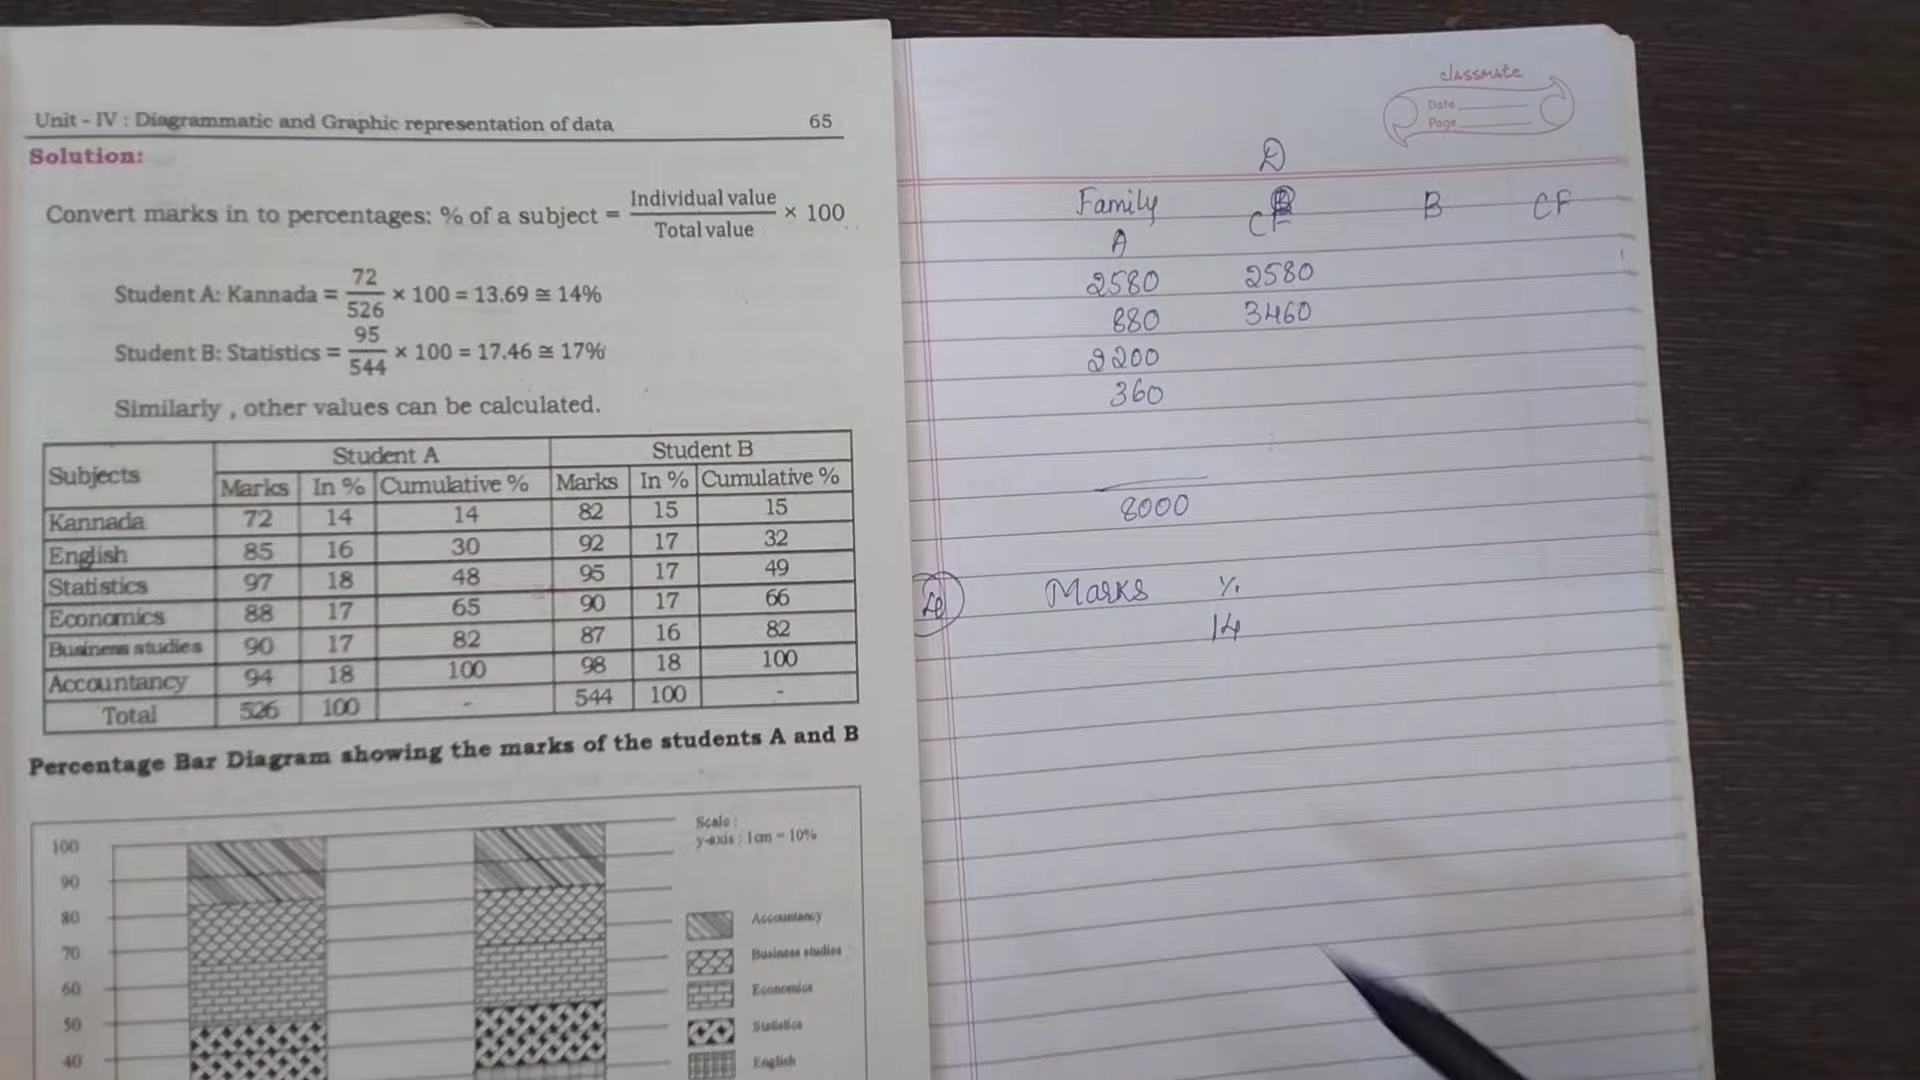 Unit - IV : Diagrammatic and Graphic representation of data 65
Solution:
Convert marks in to percentages: % of a subject = Individual value / Total value × 100
Student A: Kannada = 72/526 × 100 = 13.69 ≅ 14%
Student B: Statistics = 95/544 × 100 = 17.46 ≅ 17%
Similarly , other values can be calculated.
Subjects Student A Student B
Marks In % Cumulative % Marks In % Cumulative %
Kannada 72 14 14 82 15 15
English 85 16 30 92 17 32
Statistics 97 18 48 95 17 49
Economics 88 17 65 90 17 66
Business studies 90 17 82 87 16 82
Accountancy 94 18 100 98 18 100
Total 526 100 - 544 100 -
Percentage Bar Diagram showing the marks of the students A and B
Scale :
y-axis : 1cm = 10%
100
90
80
70
60
50
40
Accountancy
Business studies
Economics
Statistics
English
classmate
Date
Page
Family CF B CF
A
2580 2580
880 3460
2200
360
8000
Marks %
14